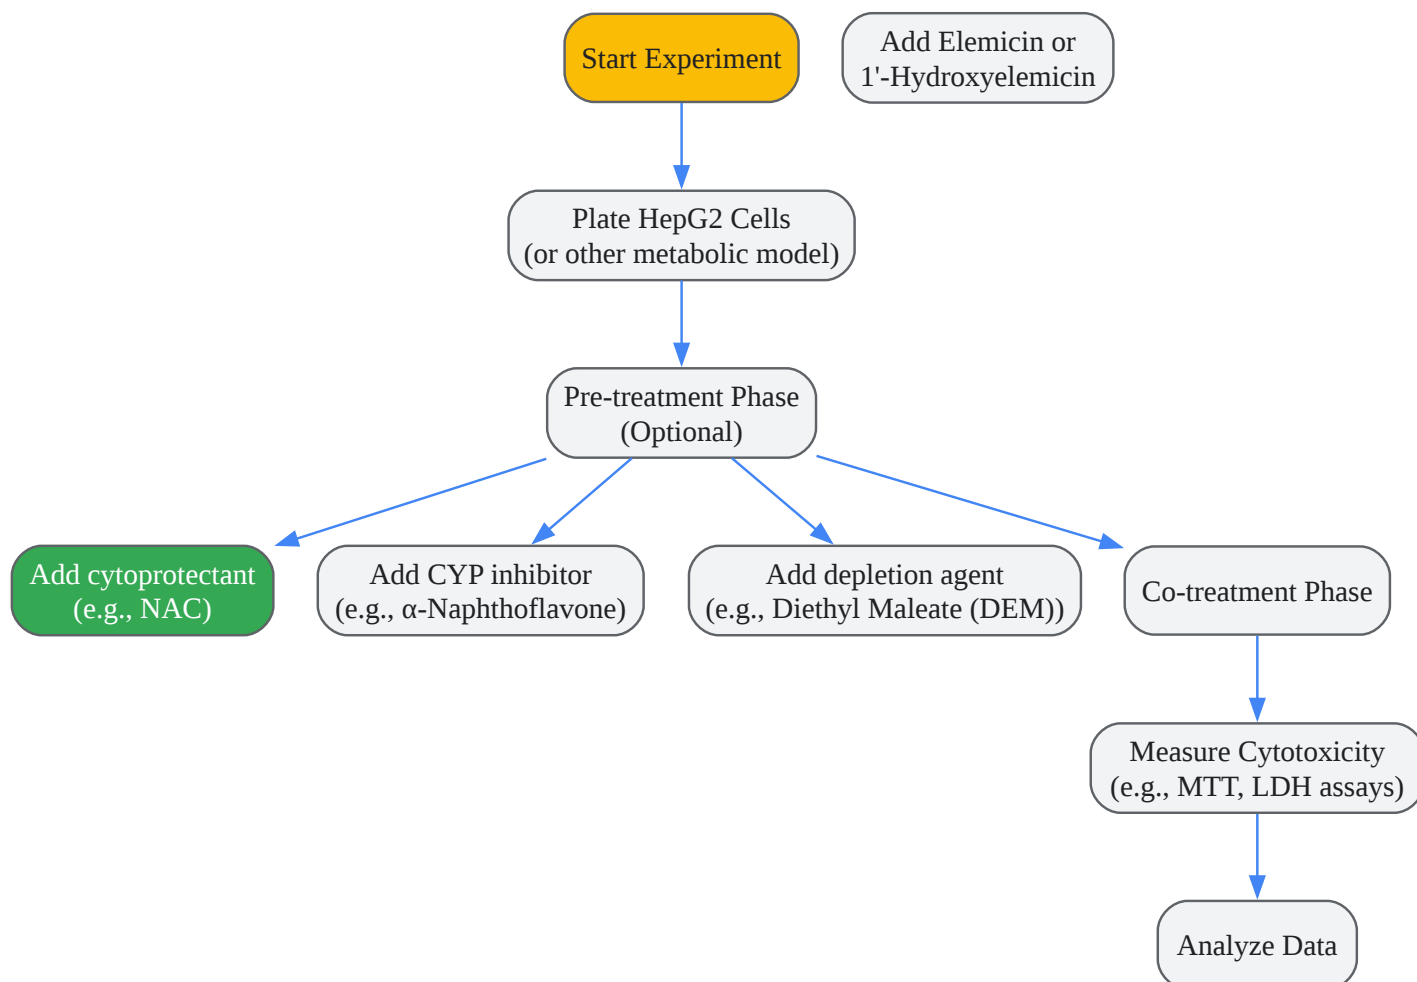 Start Experiment
Add Elemicin or
1'-Hydroxyelemicin
Plate HepG2 Cells
(or other metabolic model)
Pre-treatment Phase
(Optional)
Add cytoprotectant
(e.g., NAC)
Add CYP inhibitor
(e.g., α-Naphthoflavone)
Add depletion agent
(e.g., Diethyl Maleate (DEM))
Co-treatment Phase
Measure Cytotoxicity
(e.g., MTT, LDH assays)
Analyze Data